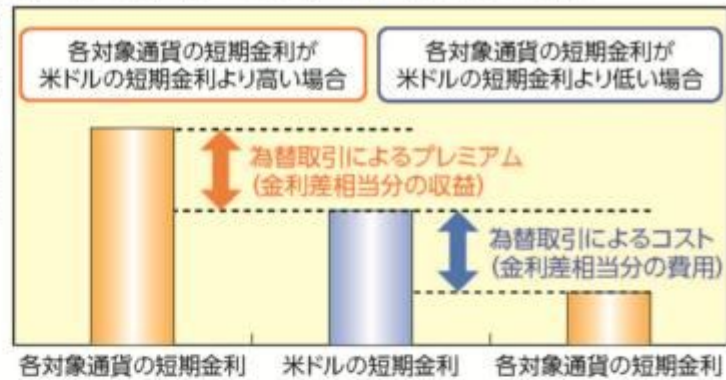 各対象通貨の短期金利が
米ドルの短期金利より高い場合
各対象通貨の短期金利が
米ドルの短期金利より低い場合
為替取引によるプレミアム
(金利差相当分の収益)
為替取引によるコスト
(金利差相当分の費用)
各対象通貨の短期金利
米ドルの短期金利
各対象通貨の短期金利